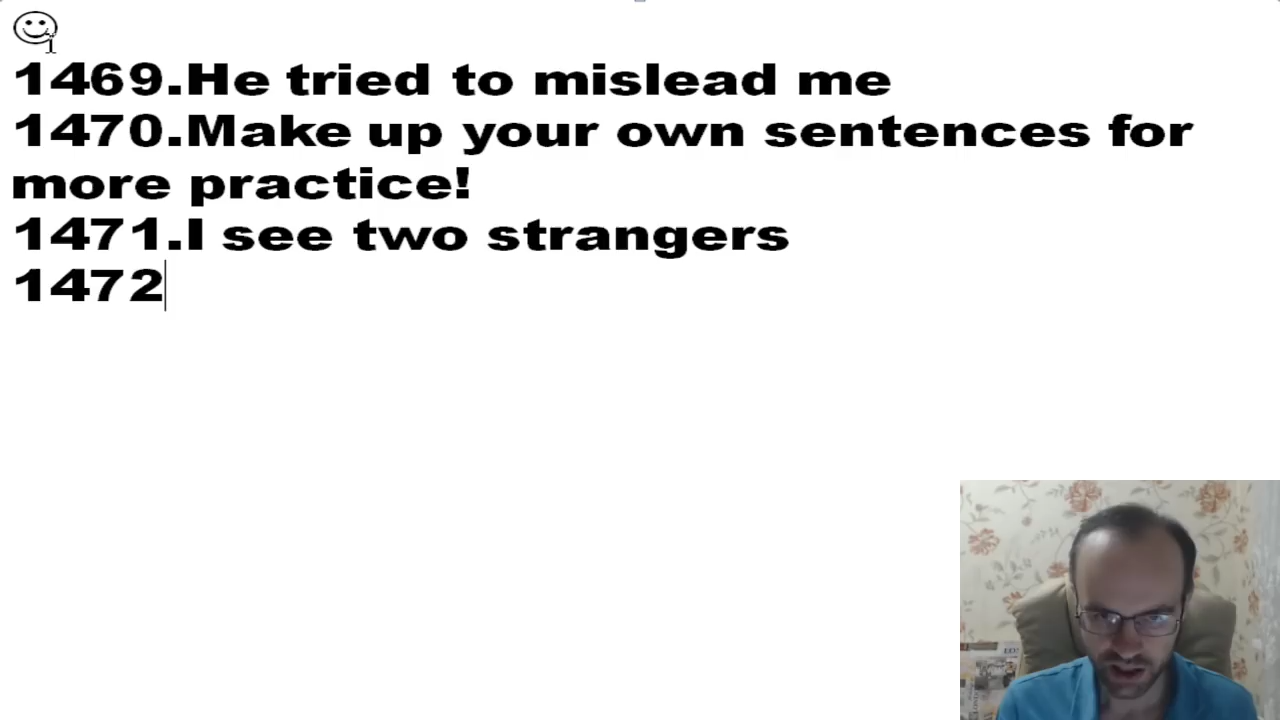 1469.He tried to mislead me
1470.Make up your own sentences for
more practice!
1471.I see two strangers
1472